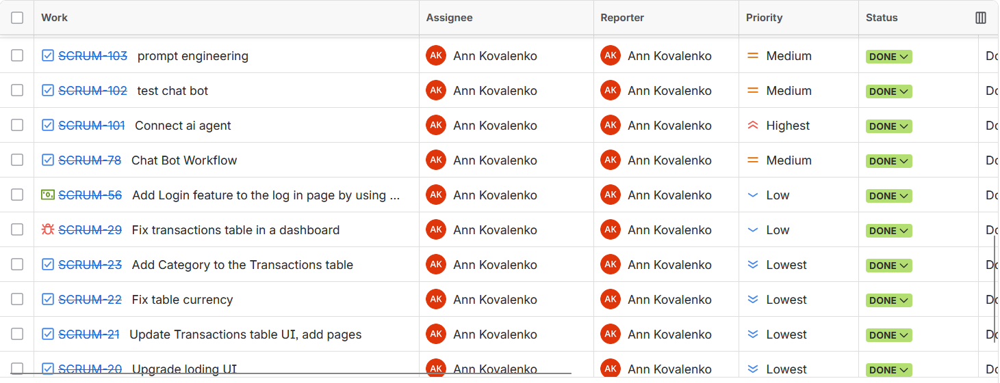 Work Assignee Reporter Priority Status
SCRUM-103 prompt engineering AK Ann Kovalenko AK Ann Kovalenko Medium DONE Do
SCRUM-102 test chat bot AK Ann Kovalenko AK Ann Kovalenko Medium DONE Do
SCRUM-101 Connect ai agent AK Ann Kovalenko AK Ann Kovalenko Highest DONE Do
SCRUM-78 Chat Bot Workflow AK Ann Kovalenko AK Ann Kovalenko Medium DONE Do
SCRUM-56 Add Login feature to the log in page by using ... AK Ann Kovalenko AK Ann Kovalenko Low DONE Do
SCRUM-29 Fix transactions table in a dashboard AK Ann Kovalenko AK Ann Kovalenko Low DONE Do
SCRUM-23 Add Category to the Transactions table AK Ann Kovalenko AK Ann Kovalenko Lowest DONE Do
SCRUM-22 Fix table currency AK Ann Kovalenko AK Ann Kovalenko Lowest DONE Do
SCRUM-21 Update Transactions table UI, add pages AK Ann Kovalenko AK Ann Kovalenko Lowest DONE Do
SCRUM-20 Upgrade loding UI AK Ann Kovalenko AK Ann Kovalenko Lowest DONE Do